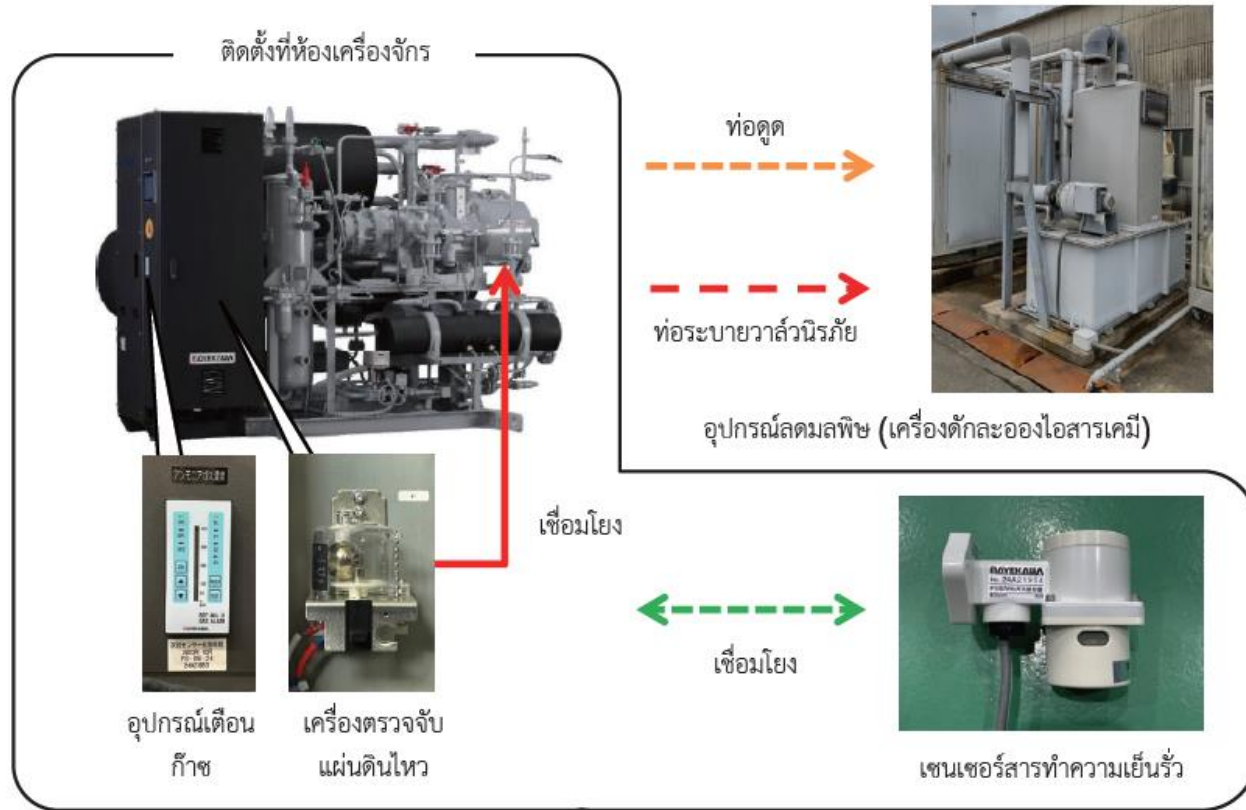 ติดตั้งที่ห้องเครื่องจักร
ท่อดูด
ท่อระบายวาล์วนิรภัย
อุปกรณ์ลดมลพิษ (เครื่องดักละอองไอสารเคมี)
เชื่อมโยง
เชื่อมโยง
MAYEKAWA
อุปกรณ์เตือน
ก๊าซ
เครื่องตรวจจับ
แผ่นดินไหว
เซนเซอร์สารทำความเย็นรั่ว